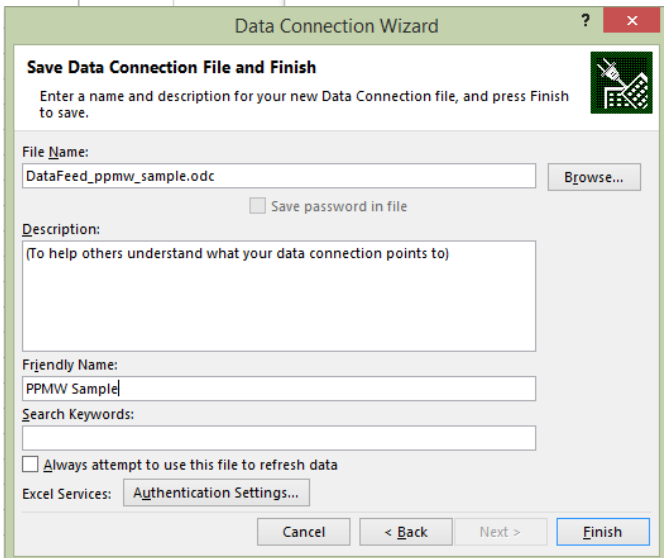 Data Connection Wizard
?
×
Save Data Connection File and Finish
Enter a name and description for your new Data Connection file, and press Finish
to save.
File Name:
DataFeed_ppmw_sample.odc
Browse...
Save password in file
Description:
(To help others understand what your data connection points to)
Friendly Name:
PPMW Sample
Search Keywords:
Always attempt to use this file to refresh data
Excel Services: Authentication Settings...
Cancel < Back Next > Finish